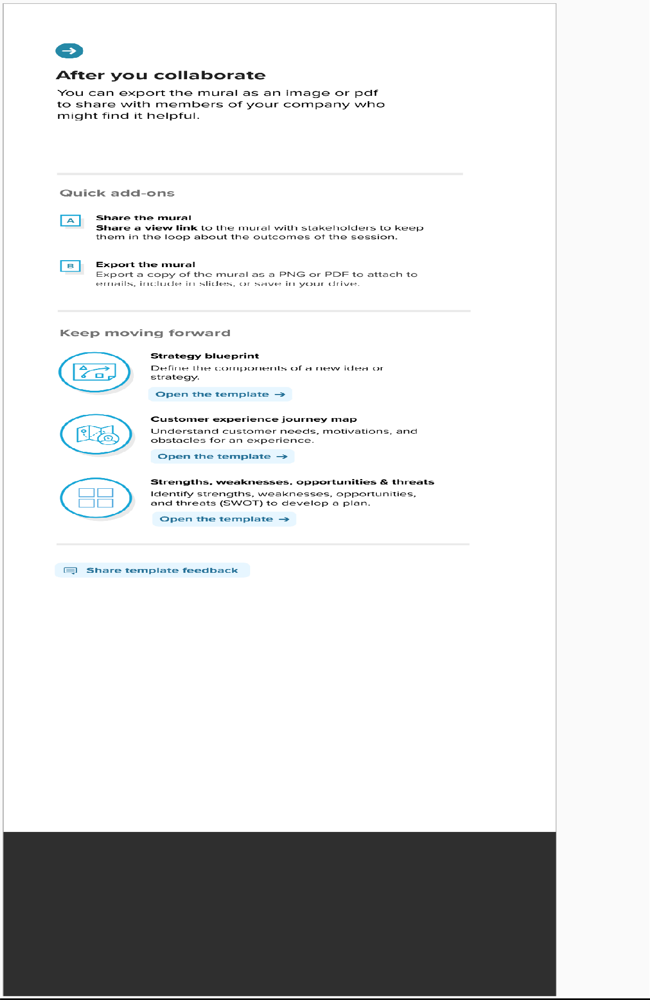 After you collaborate
You can export the mural as an image or pdf
to share with members of your company who
might find it helpful.
Quick add-ons
A
Share the mural
Share a view link to the mural with stakeholders to keep
them in the loop about the outcomes of the session.
B
Export the mural
Export a copy of the mural as a PNG or PDF to attach to
emails, include in slides, or save in your drive.
Keep moving forward
Strategy blueprint
Define the components of a new idea or
strategy.
Open the template →
Customer experience journey map
Understand customer needs, motivations, and
obstacles for an experience.
Open the template →
Strengths, weaknesses, opportunities & threats
Identify strengths, weaknesses, opportunities,
and threats (SWOT) to develop a plan.
Open the template →
Share template feedback